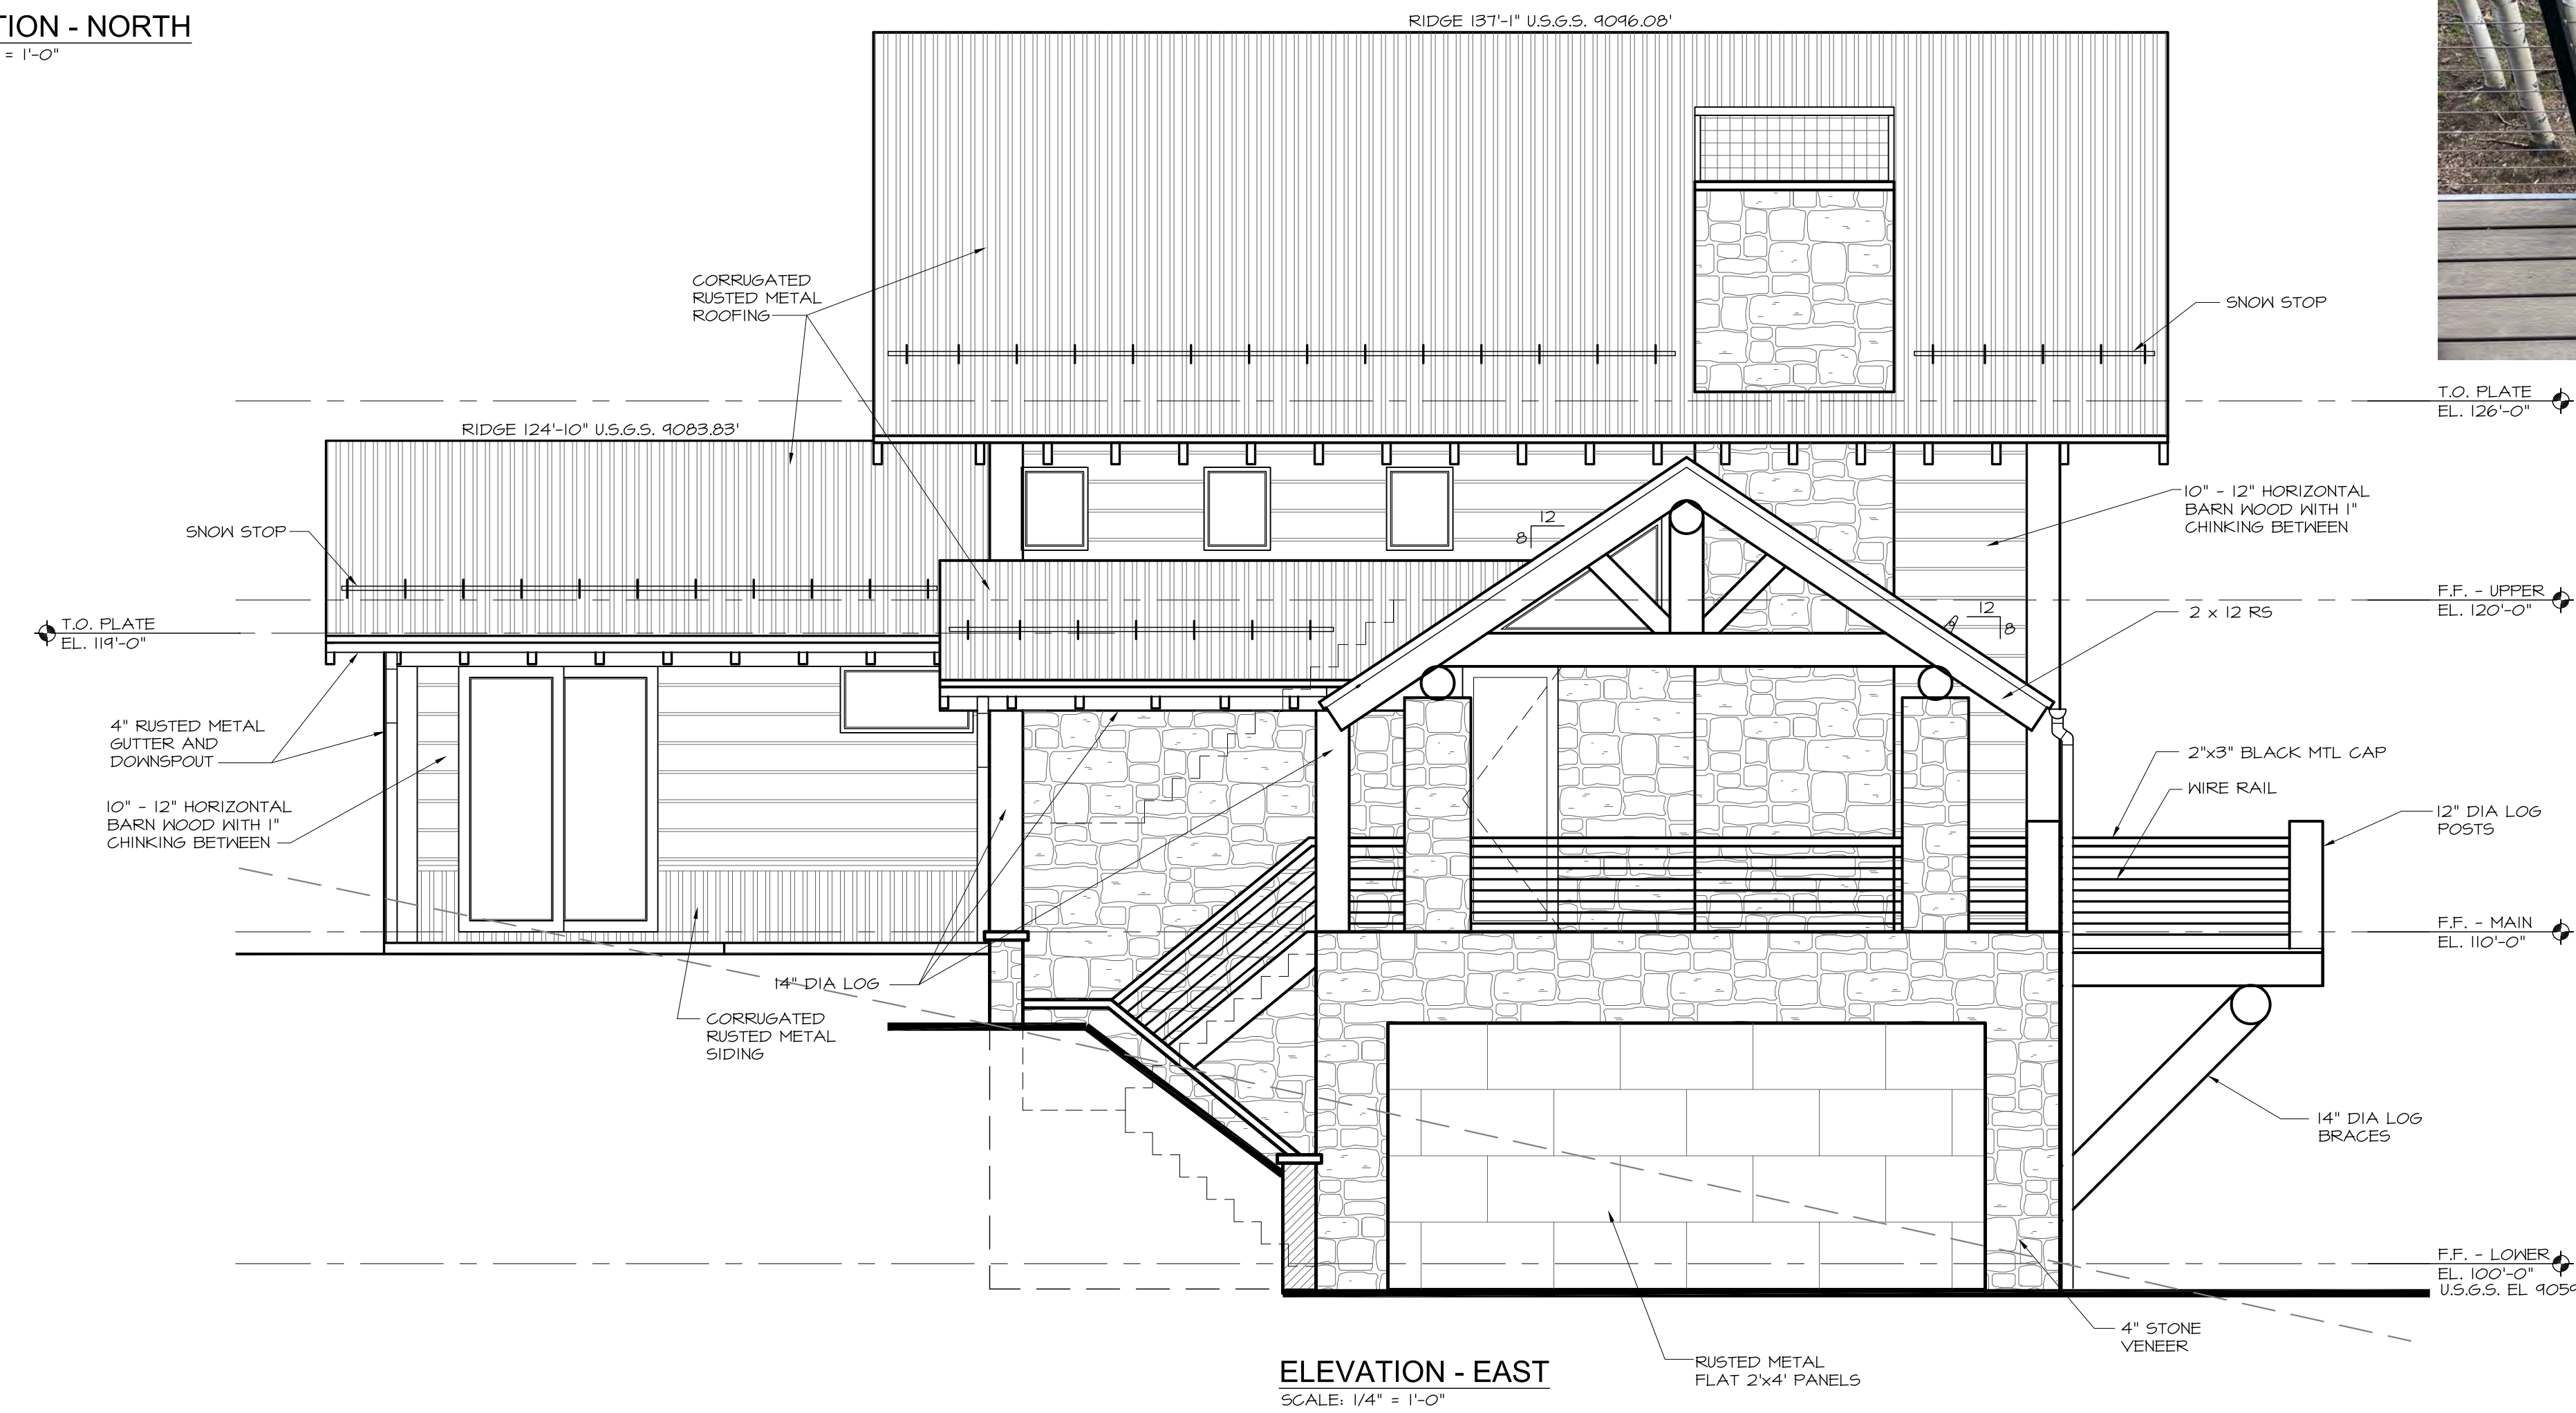 TION - NORTH
= 1'-0"
RIDGE 137'-1" U.S.G.S. 9096.08'
CORRUGATED
RUSTED METAL
ROOFING
SNOW STOP
T.O. PLATE
EL. 126'-0"
RIDGE 124'-10" U.S.G.S. 9083.83'
10" - 12" HORIZONTAL
BARN WOOD WITH 1"
CHINKING BETWEEN
SNOW STOP
12
8
F.F. - UPPER
EL. 120'-0"
12
8
2 x 12 RS
T.O. PLATE
EL. 119'-0"
4" RUSTED METAL
GUTTER AND
DOWNSPOUT
2"x3" BLACK MTL CAP
WIRE RAIL
10" - 12" HORIZONTAL
BARN WOOD WITH 1"
CHINKING BETWEEN
12" DIA LOG
POSTS
F.F. - MAIN
EL. 110'-0"
14" DIA LOG
CORRUGATED
RUSTED METAL
SIDING
14" DIA LOG
BRACES
F.F. - LOWER
EL. 100'-0"
U.S.G.S. EL 9059
4" STONE
VENEER
RUSTED METAL
FLAT 2'x4' PANELS
ELEVATION - EAST
SCALE: 1/4" = 1'-0"